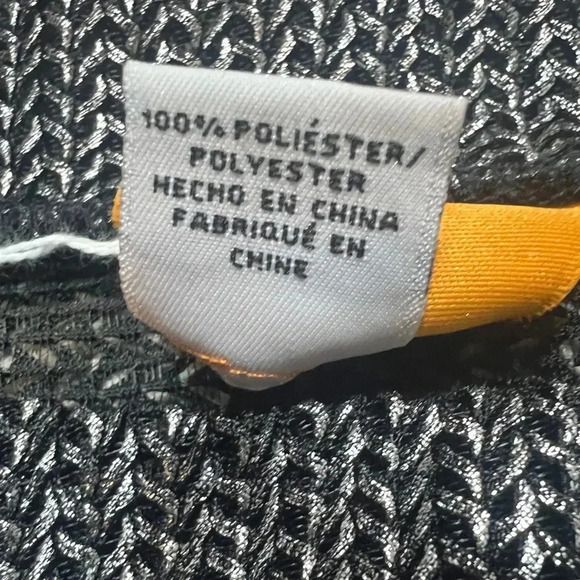 100% POLIÉSTER/
POLYESTER
HECHO EN CHINA
FABRIQUÉ EN
CHINE